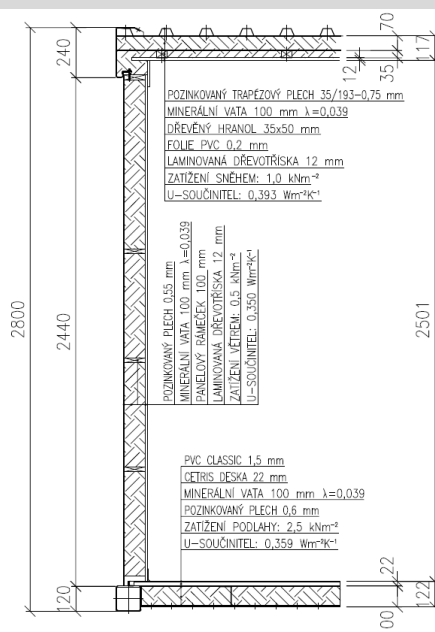 240
70
117
35
12
POZINKOVANÝ TRAPÉZOVÝ PLECH 35/193-0,75 mm
MINERÁLNÍ VATA 100 mm λ=0,039
DŘEVĚNÝ HRANOL 35x50 mm
FOLIE PVC 0,2 mm
LAMINOVANÁ DŘEVOTŘÍSKA 12 mm
ZATÍŽENÍ SNĚHEM: 1,0 kNm⁻²
U-SOUČINITEL: 0,393 Wm⁻²K⁻¹
2800
2440
2501
POZINKOVANÝ PLECH 0,55 mm
MINERÁLNÍ VATA 100 mm λ=0,039
PANELOVÝ RÁMEČEK 100 mm
LAMINOVANÁ DŘEVOTŘÍSKA 12 mm
ZATÍŽENÍ VĚTREM: 0,5 kNm⁻²
U-SOUČINITEL: 0,350 Wm⁻²K⁻¹
PVC CLASSIC 1,5 mm
CETRIS DESKA 22 mm
MINERÁLNÍ VATA 100 mm λ=0,039
POZINKOVANÝ PLECH 0,6 mm
ZATÍŽENÍ PODLAHY: 2,5 kNm⁻²
U-SOUČINITEL: 0,359 Wm⁻²K⁻¹
120
22
122
00